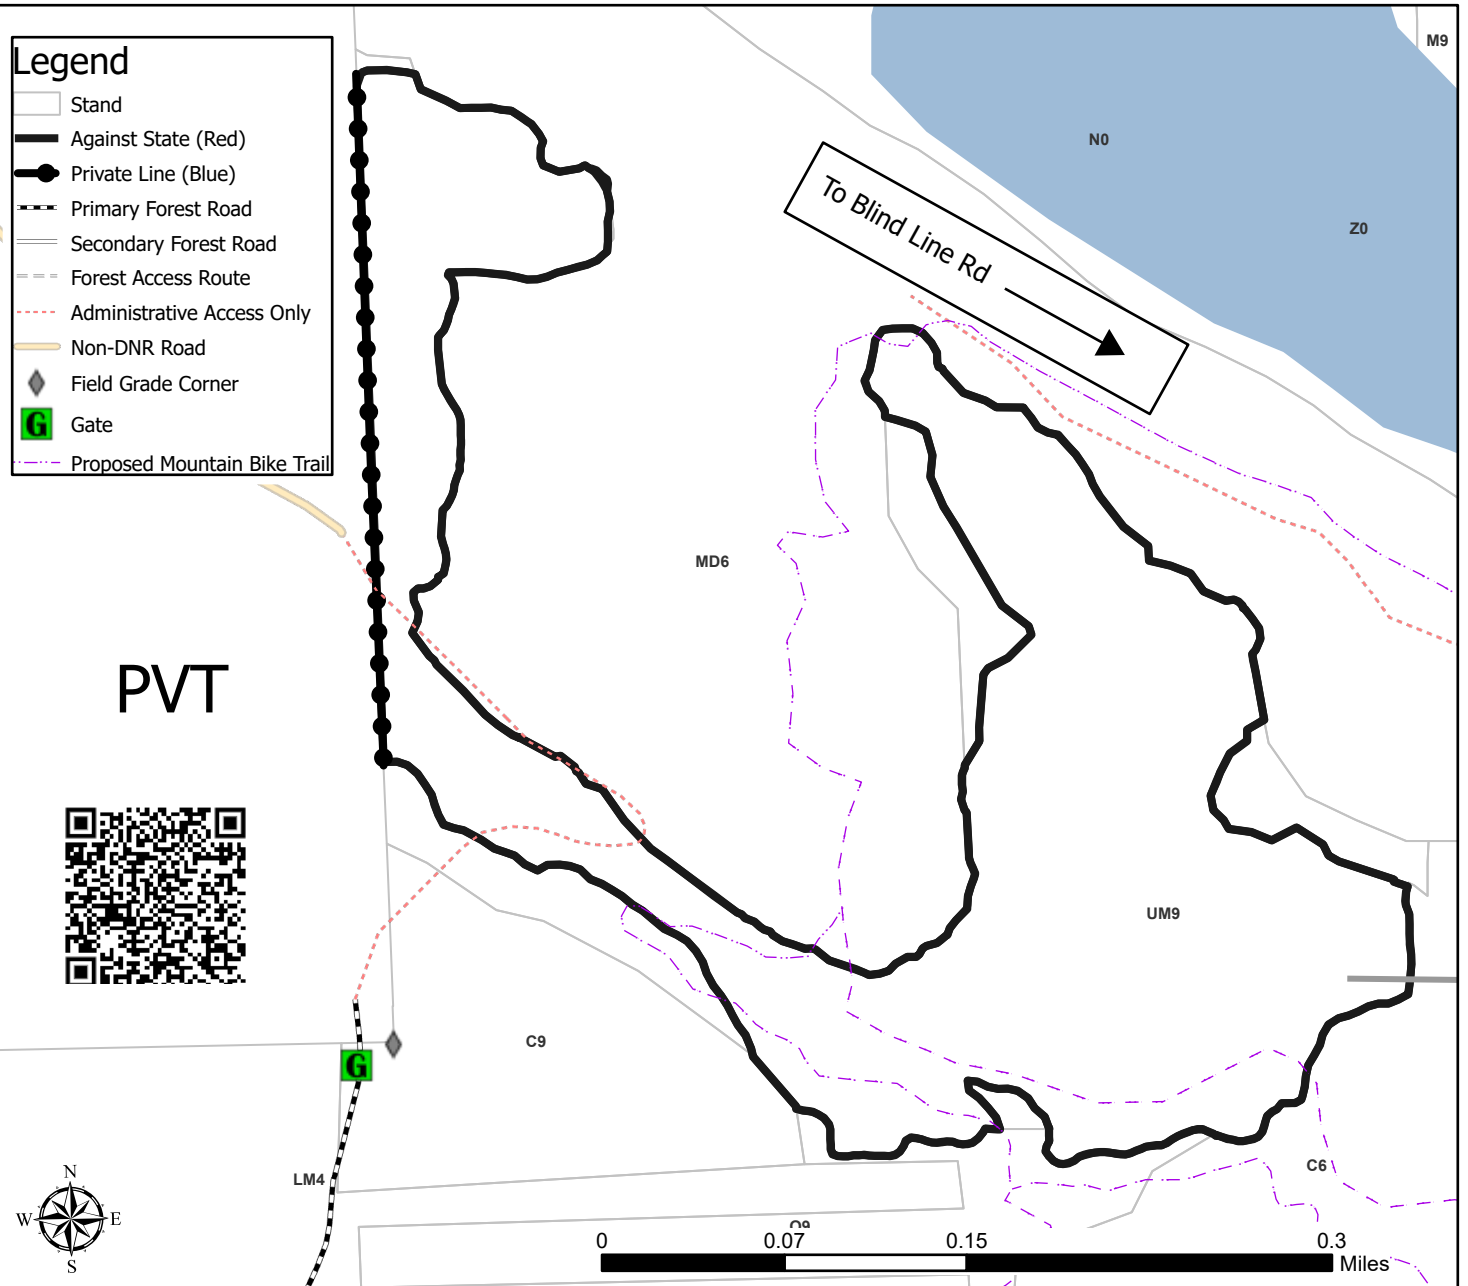 Legend
Stand
Against State (Red)
Private Line (Blue)
Primary Forest Road
Secondary Forest Road
Forest Access Route
Administrative Access Only
Non-DNR Road
Field Grade Corner
G Gate
Proposed Mountain Bike Trail
M9
N0
Z0
To Blind Line Rd
MD6
PVT
UM9
C9
G
LM4
C6
N
W E
S
0 0.07 0.15 0.3
Miles